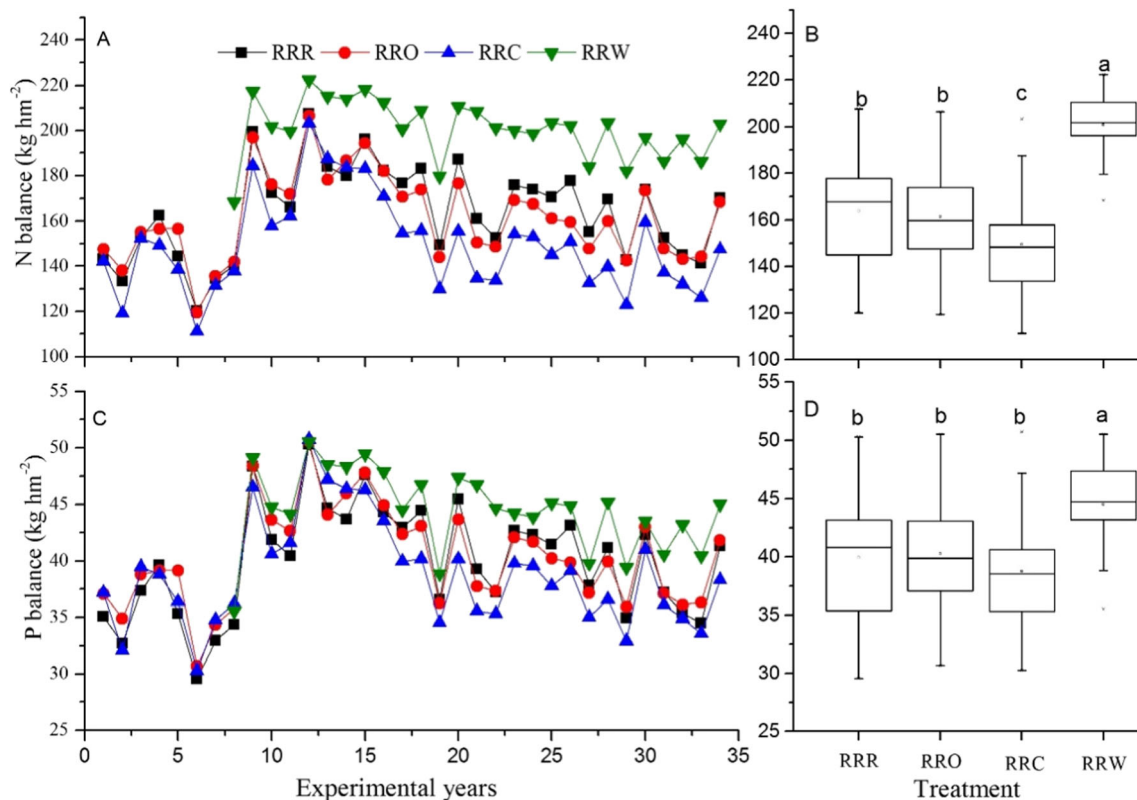 A
RRR RRO RRC RRW
N balance (kg hm⁻²)
240
220
200
180
160
140
120
100
B
240
220
200
180
160
140
120
100
b b c a
C
P balance (kg hm⁻²)
55
50
45
40
35
30
25
0 5 10 15 20 25 30 35
Experimental years
D
55
50
45
40
35
30
25
b b b a
RRR RRO RRC RRW
Treatment